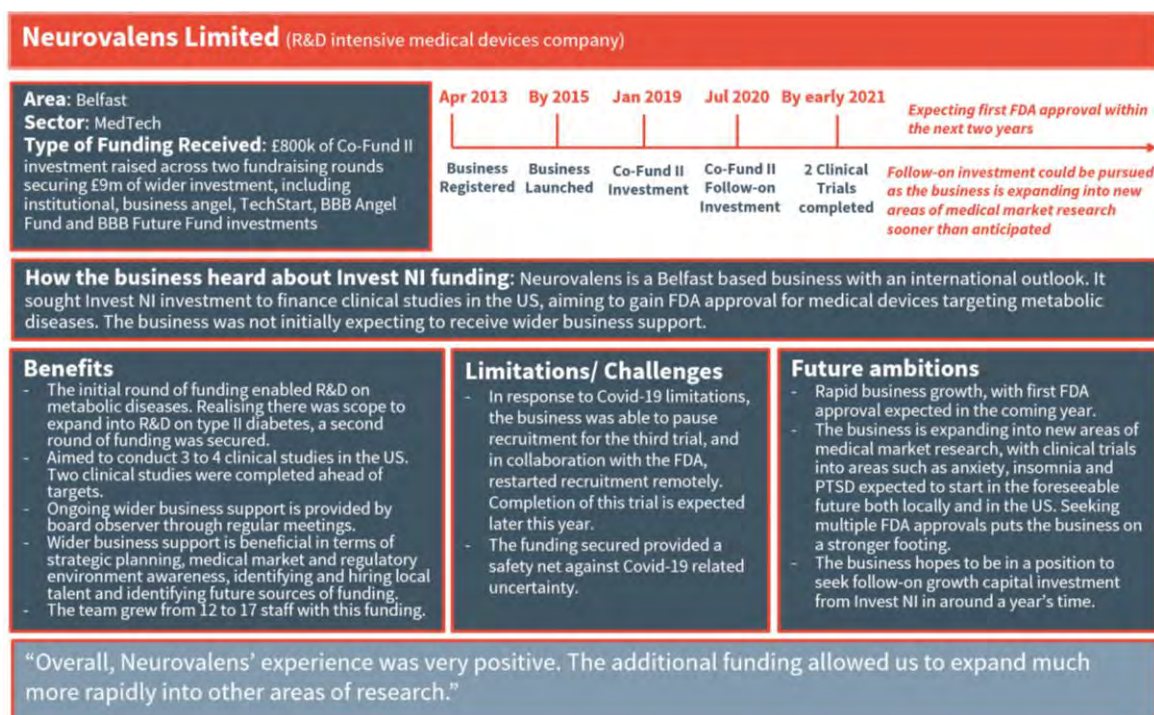 Neurovalens Limited (R&D intensive medical devices company)
Area: Belfast
Sector: MedTech
Type of Funding Received: £800k of Co-Fund II
investment raised across two fundraising rounds
securing £9m of wider investment, including
institutional, business angel, TechStart, BBB Angel
Fund and BBB Future Fund investments
Apr 2013
By 2015
Jan 2019
Jul 2020
By early 2021
Business
Registered
Business
Launched
Co-Fund II
Investment
Co-Fund II
Follow-on
Investment
2 Clinical
Trials
completed
Expecting first FDA approval within
the next two years
Follow-on investment could be pursued
as the business is expanding into new
areas of medical market research
sooner than anticipated
How the business heard about Invest NI funding: Neurovalens is a Belfast based business with an international outlook. It
sought Invest NI investment to finance clinical studies in the US, aiming to gain FDA approval for medical devices targeting metabolic
diseases. The business was not initially expecting to receive wider business support.
Benefits
- The initial round of funding enabled R&D on
metabolic diseases. Realising there was scope to
expand into R&D on type II diabetes, a second
round of funding was secured.
- Aimed to conduct 3 to 4 clinical studies in the US.
Two clinical studies were completed ahead of
targets.
- Ongoing wider business support is provided by
board observer through regular meetings.
- Wider business support is beneficial in terms of
strategic planning, medical market and regulatory
environment awareness, identifying and hiring local
talent and identifying future sources of funding.
- The team grew from 12 to 17 staff with this funding.
Limitations/ Challenges
- In response to Covid-19 limitations,
the business was able to pause
recruitment for the third trial, and
in collaboration with the FDA,
restarted recruitment remotely.
Completion of this trial is expected
later this year.
- The funding secured provided a
safety net against Covid-19 related
uncertainty.
Future ambitions
- Rapid business growth, with first FDA
approval expected in the coming year.
- The business is expanding into new areas of
medical market research, with clinical trials
into areas such as anxiety, insomnia and
PTSD expected to start in the foreseeable
future both locally and in the US. Seeking
multiple FDA approvals puts the business on
a stronger footing.
- The business hopes to be in a position to
seek follow-on growth capital investment
from Invest NI in around a year's time.
"Overall, Neurovalens' experience was very positive. The additional funding allowed us to expand much
more rapidly into other areas of research."